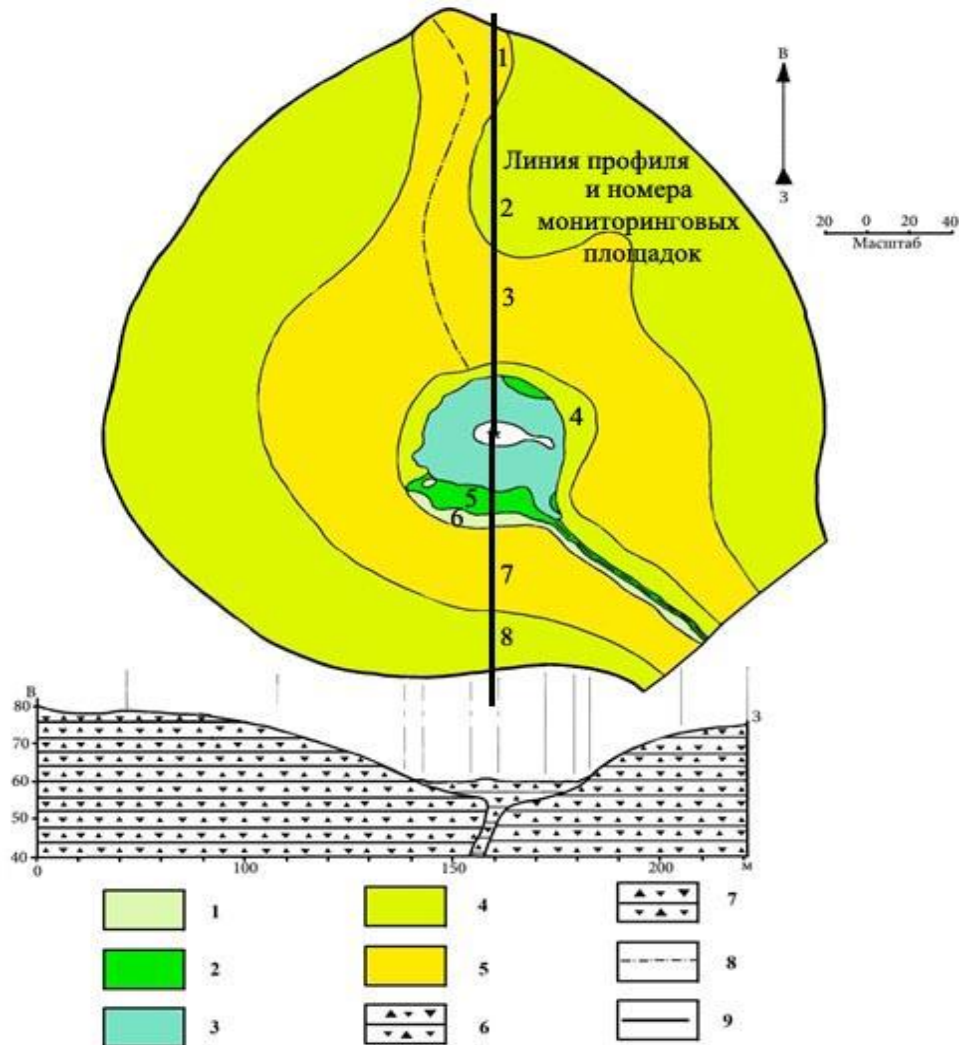 1
В
З
20 0 20 40
Масштаб
Линия профиля
и номера
мониторинговых
площадок
2
3
4
5
6
7
8
В
80
70
60
50
40
З
0 100 150 200 м
1
2
3
4
5
6
7
8
9